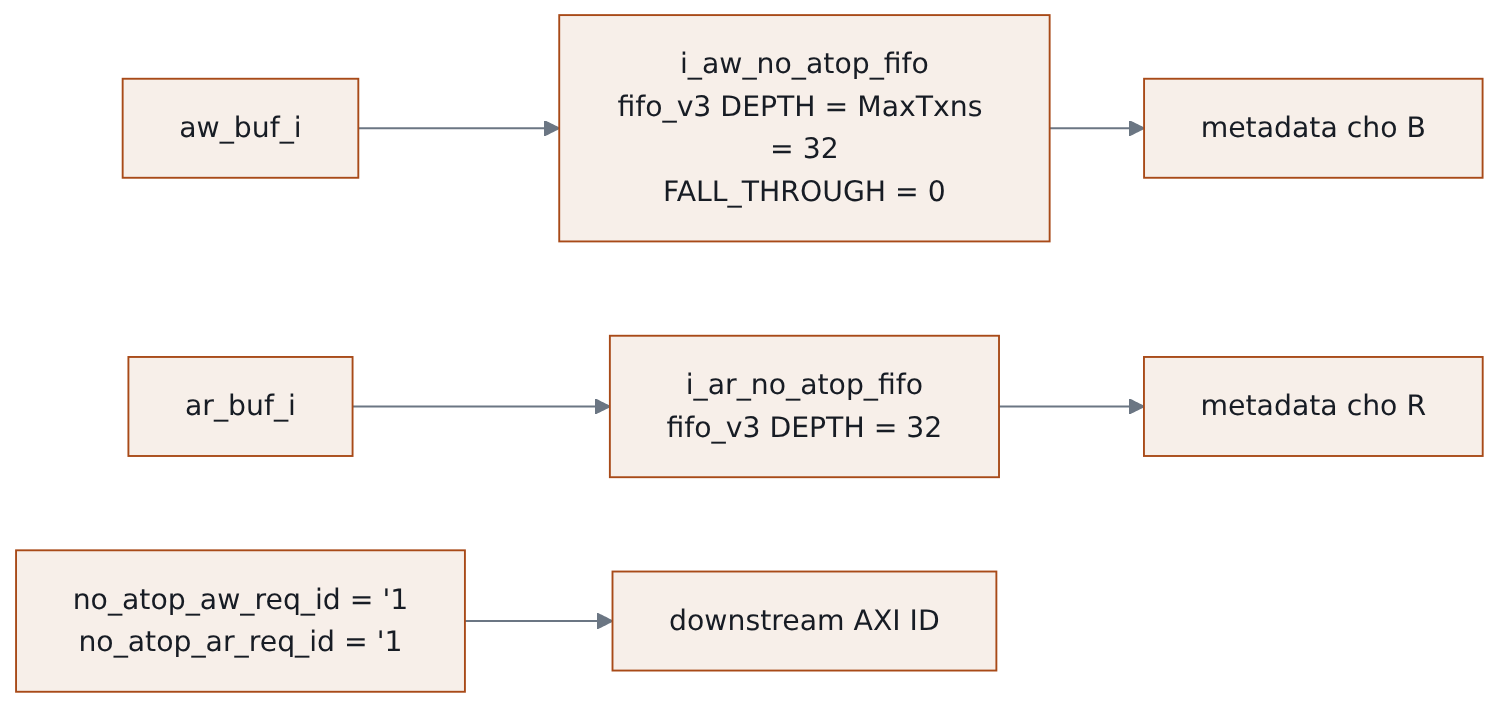 aw_buf_i
i_aw_no_atop_fifo
fifo_v3 DEPTH = MaxTxns
= 32
FALL_THROUGH = 0
metadata cho B
ar_buf_i
i_ar_no_atop_fifo
fifo_v3 DEPTH = 32
metadata cho R
no_atop_aw_req_id = '1
no_atop_ar_req_id = '1
downstream AXI ID